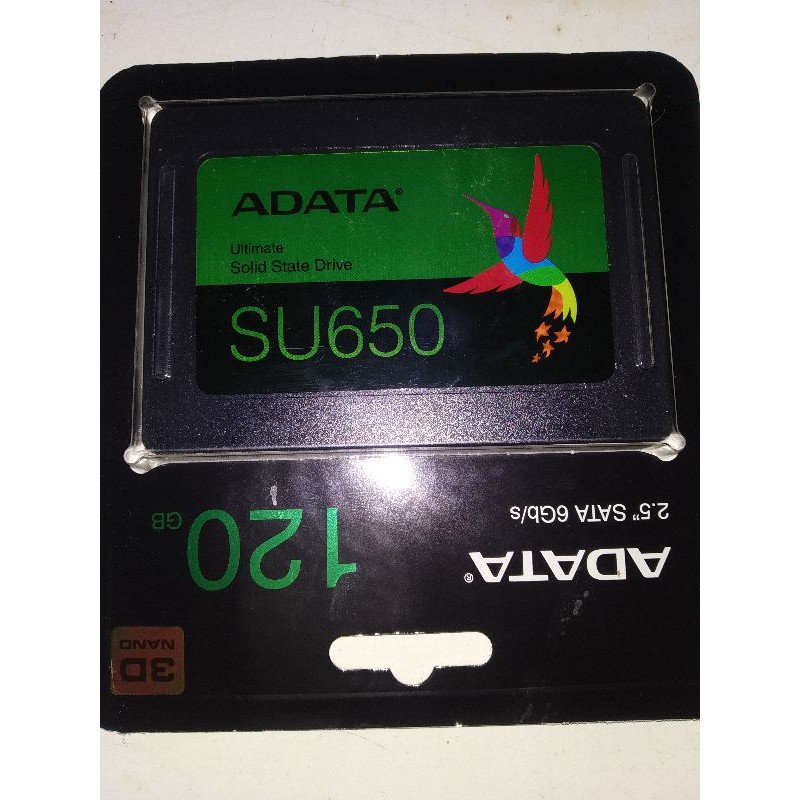 ADATA®
Ultimate
Solid State Drive
SU650
ADATA®
2.5" SATA 6Gb/s
120GB
3D
NAND